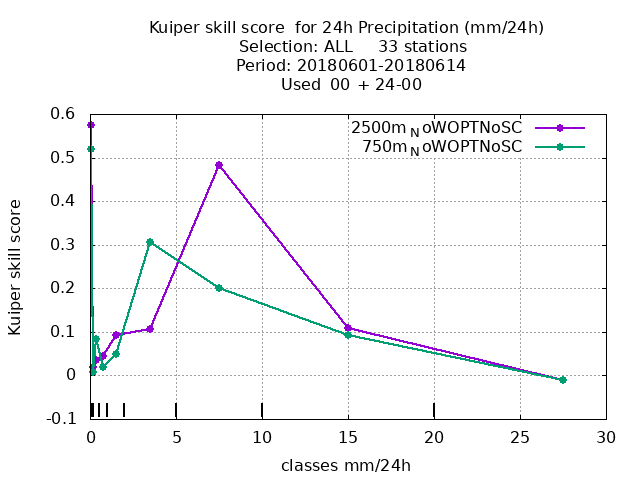 Kuiper skill score  for 24h Precipitation (mm/24h)
Selection: ALL     33 stations
Period: 20180601-20180614
Used  00 + 24-00
2500m_NoWOPTNoSC
750m_NoWOPTNoSC
Kuiper skill score
0.6
0.5
0.4
0.3
0.2
0.1
0
-0.1
0 5 10 15 20 25 30
classes mm/24h